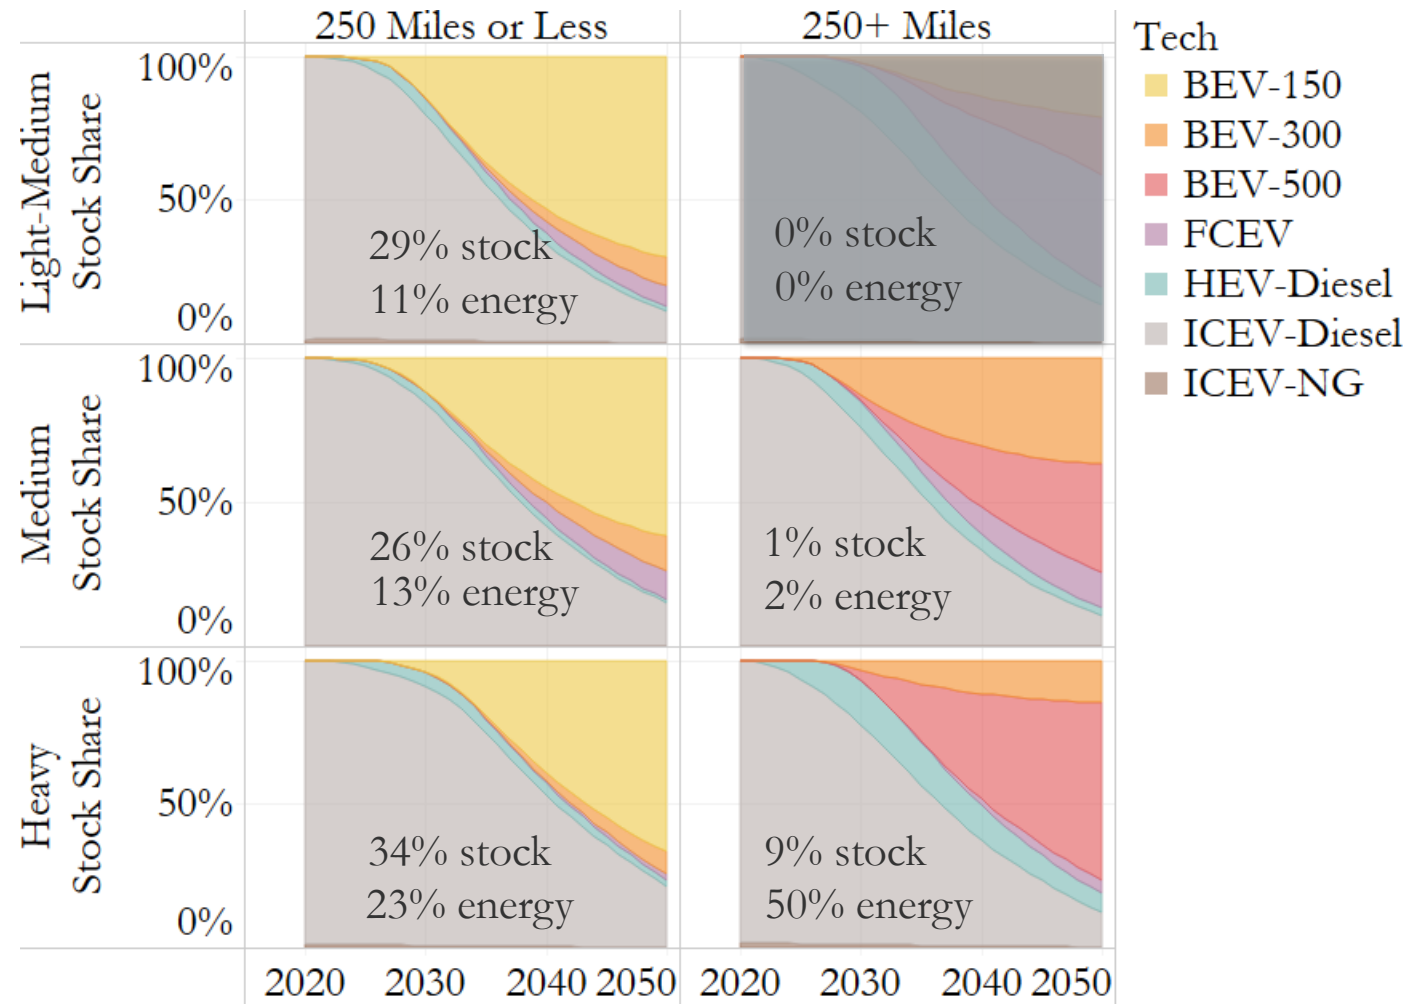 250 Miles or Less
250+ Miles
Tech
BEV-150
BEV-300
BEV-500
FCEV
HEV-Diesel
ICEV-Diesel
ICEV-NG
Light-Medium
Stock Share
100%
50%
0%
29% stock
11% energy
0% stock
0% energy
Medium
Stock Share
100%
50%
0%
26% stock
13% energy
1% stock
2% energy
Heavy
Stock Share
100%
50%
0%
34% stock
23% energy
9% stock
50% energy
2020 2030 2040 2050
2020 2030 2040 2050